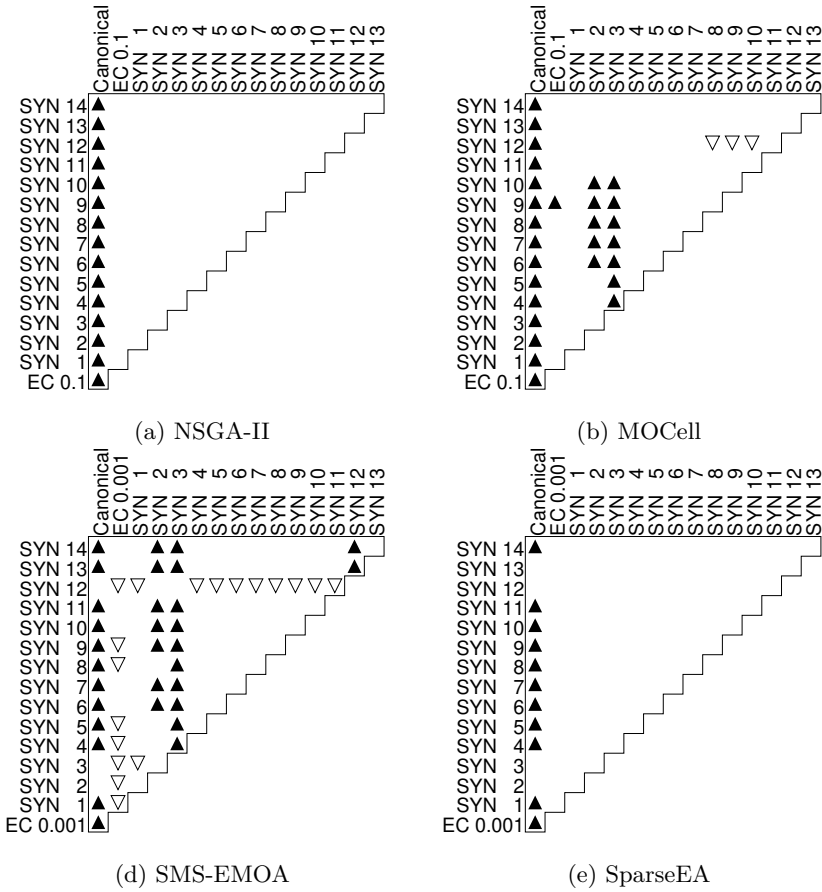 Canonical
EC 0.1
SYN 1
SYN 2
SYN 3
SYN 4
SYN 5
SYN 6
SYN 7
SYN 8
SYN 9
SYN 10
SYN 11
SYN 12
SYN 13
SYN 14
SYN 13
SYN 12
SYN 11
SYN 10
SYN 9
SYN 8
SYN 7
SYN 6
SYN 5
SYN 4
SYN 3
SYN 2
SYN 1
EC 0.1
(a) NSGA-II
Canonical
EC 0.1
SYN 1
SYN 2
SYN 3
SYN 4
SYN 5
SYN 6
SYN 7
SYN 8
SYN 9
SYN 10
SYN 11
SYN 12
SYN 13
SYN 14
SYN 13
SYN 12
SYN 11
SYN 10
SYN 9
SYN 8
SYN 7
SYN 6
SYN 5
SYN 4
SYN 3
SYN 2
SYN 1
EC 0.1
(b) MOCell
Canonical
EC 0.001
SYN 1
SYN 2
SYN 3
SYN 4
SYN 5
SYN 6
SYN 7
SYN 8
SYN 9
SYN 10
SYN 11
SYN 12
SYN 13
SYN 14
SYN 13
SYN 12
SYN 11
SYN 10
SYN 9
SYN 8
SYN 7
SYN 6
SYN 5
SYN 4
SYN 3
SYN 2
SYN 1
EC 0.001
(d) SMS-EMOA
Canonical
EC 0.001
SYN 1
SYN 2
SYN 3
SYN 4
SYN 5
SYN 6
SYN 7
SYN 8
SYN 9
SYN 10
SYN 11
SYN 12
SYN 13
SYN 14
SYN 13
SYN 12
SYN 11
SYN 10
SYN 9
SYN 8
SYN 7
SYN 6
SYN 5
SYN 4
SYN 3
SYN 2
SYN 1
EC 0.001
(e) SparseEA